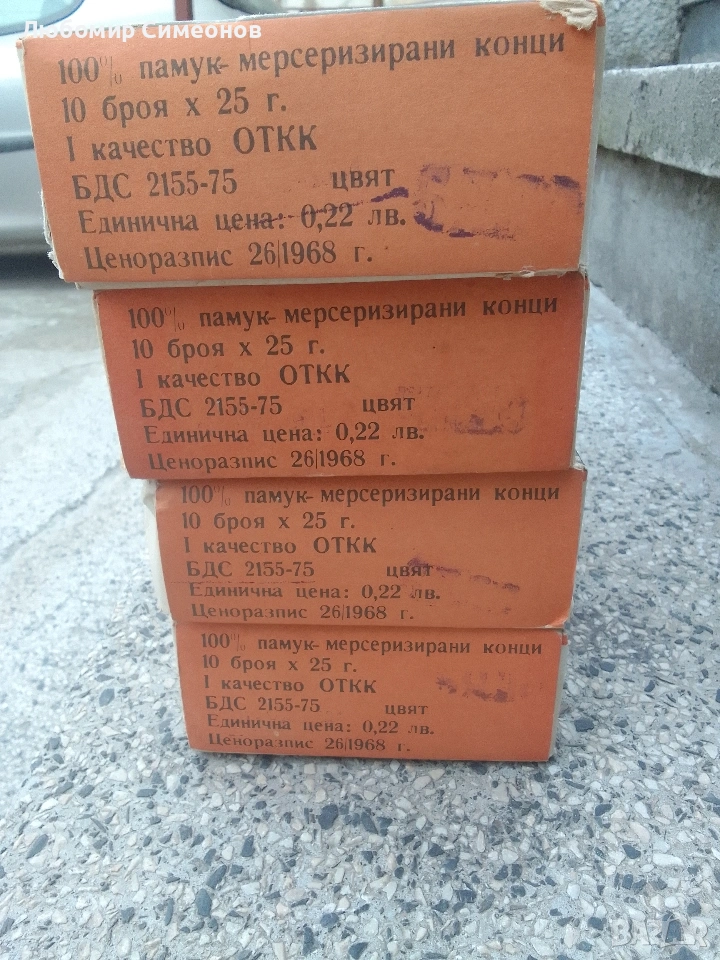 Любомир Симеонов
100% памук- мерсеризирани конци
10 броя х 25 г.
I качество ОТКК
БДС 2155-75 цвят
Единична цена: 0,22 лв.
Ценоразпис 26/1968 г.
100% памук- мерсеризирани конци
10 броя х 25 г.
I качество ОТКК
БДС 2155-75 цвят
Единична цена: 0,22 лв.
Ценоразпис 26/1968 г.
100% памук- мерсеризирани конци
10 броя х 25 г.
I качество ОТКК
БДС 2155-75 цвят
Единична цена: 0,22 лв.
Ценоразпис 26/1968 г.
100% памук- мерсеризирани конци
10 броя х 25 г.
I качество ОТКК
БДС 2155-75 цвят
Единична цена: 0,22 лв.
Ценоразпис 26/1968 г.
BAZAR